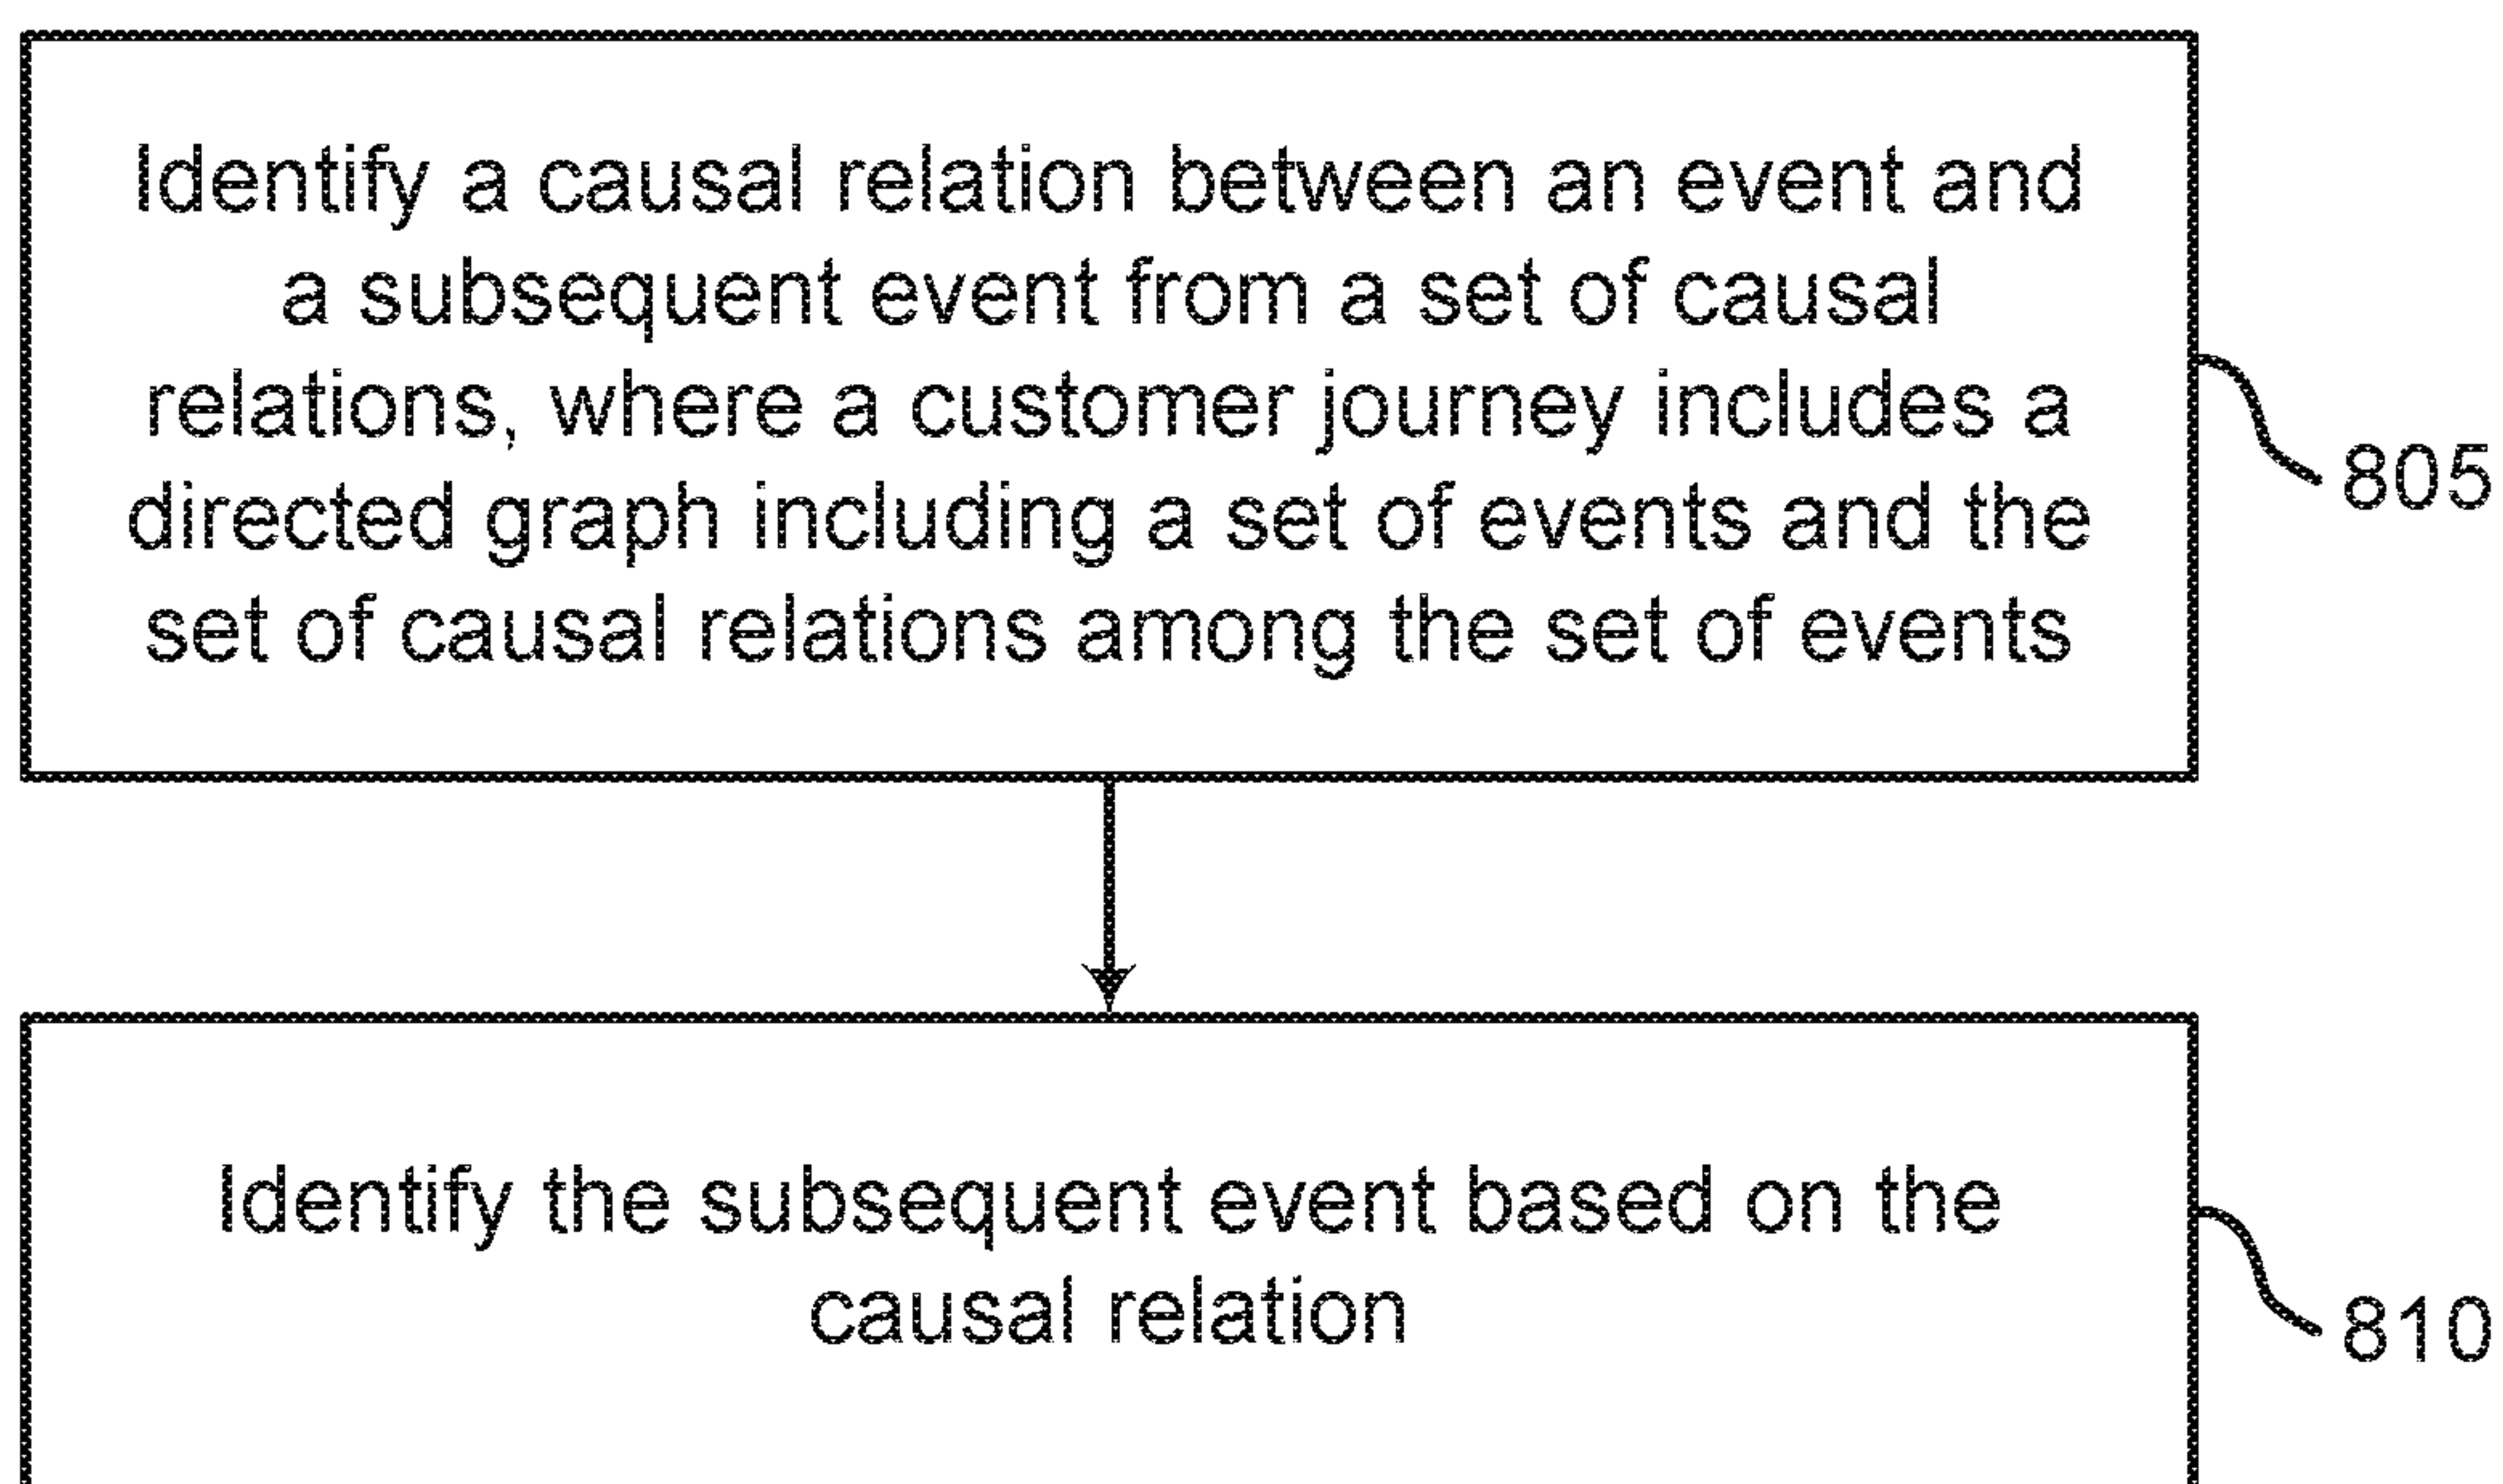 Identify a causal relation between an event and
a subsequent event from a set of causal
relations, where a customer journey includes a
directed graph including a set of events and the
set of causal relations among the set of events
805
Identify the subsequent event based on the
causal relation
810